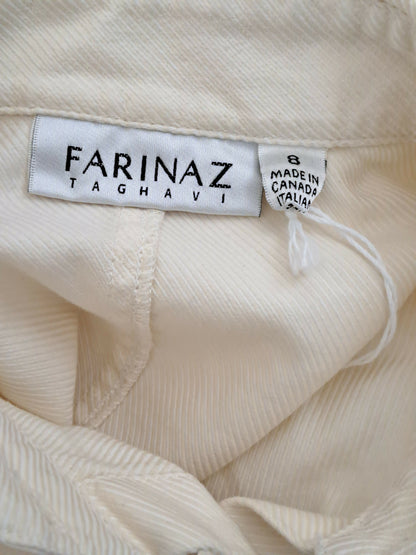 FARINAZ
TAGHAVI
8
MADE IN
CANADA
ITALIAN